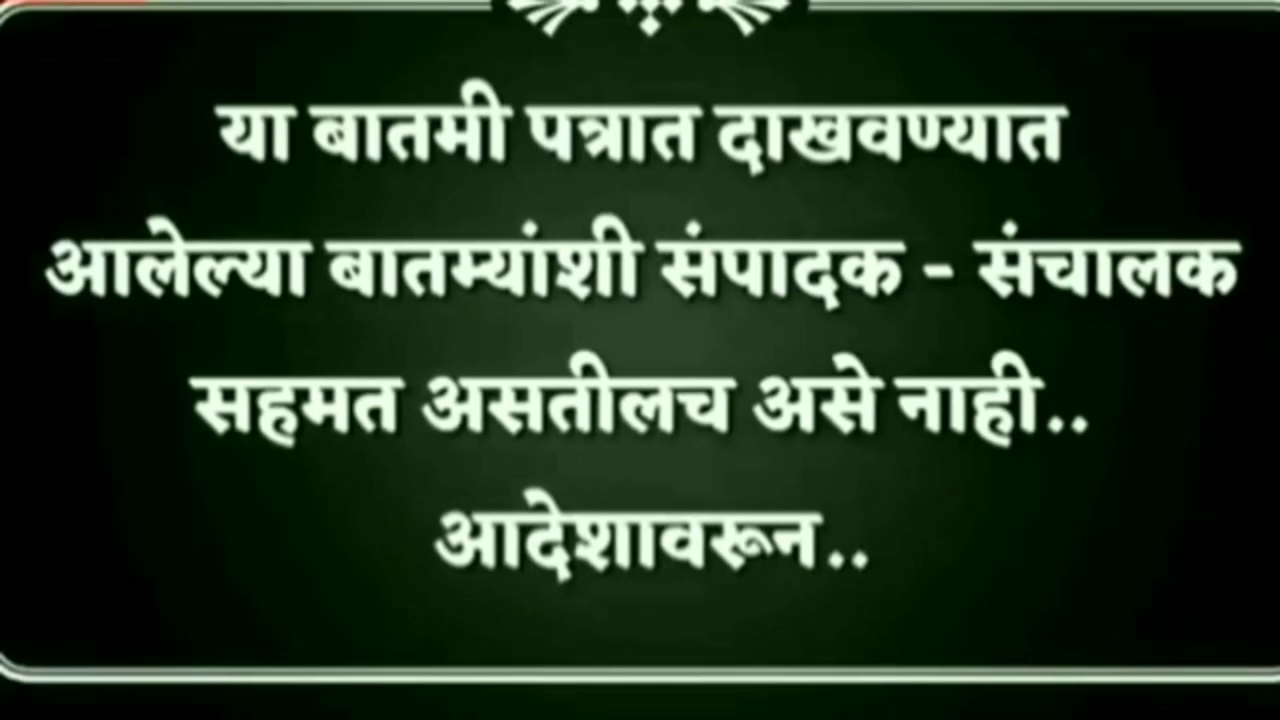 या बातमी पत्रात दाखवण्यात
आलेल्या बातम्यांशी संपादक - संचालक
सहमत असतीलच असे नाही..
आदेशावरून..